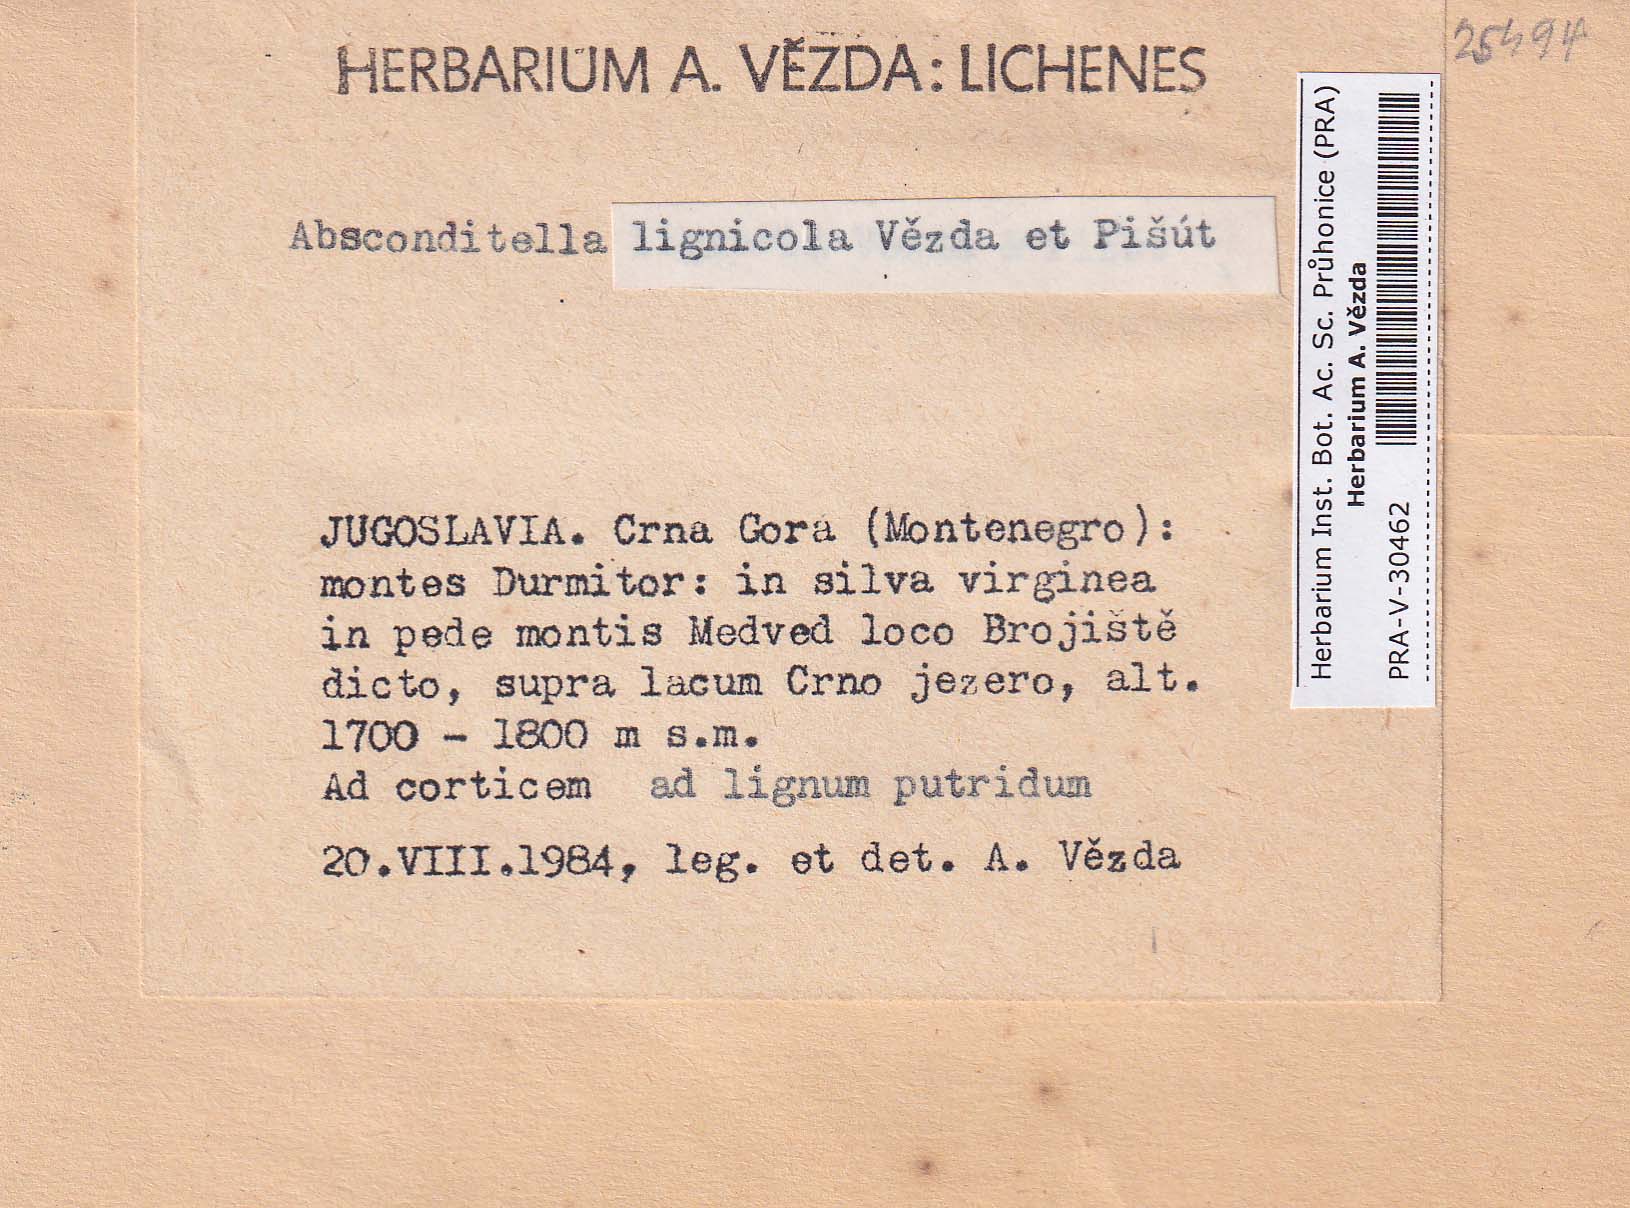 25494
HERBARIUM A. VĚZDA: LICHENES
Absconditella lignicola Vězda et Pišút
JUGOSLAVIA. Crna Gora (Montenegro):
montes Durmitor: in silva virginea
in pede montis Medved loco Brojiště
dicto, supra lacum Crno jezero, alt.
1700 - 1800 m s.m.
Ad corticem ad lignum putridum
20.VIII.1984, leg. et det. A. Vězda
Herbarium Inst. Bot. Ac. Sc. Průhonice (PRA)
Herbarium A. Vězda
PRA-V-30462